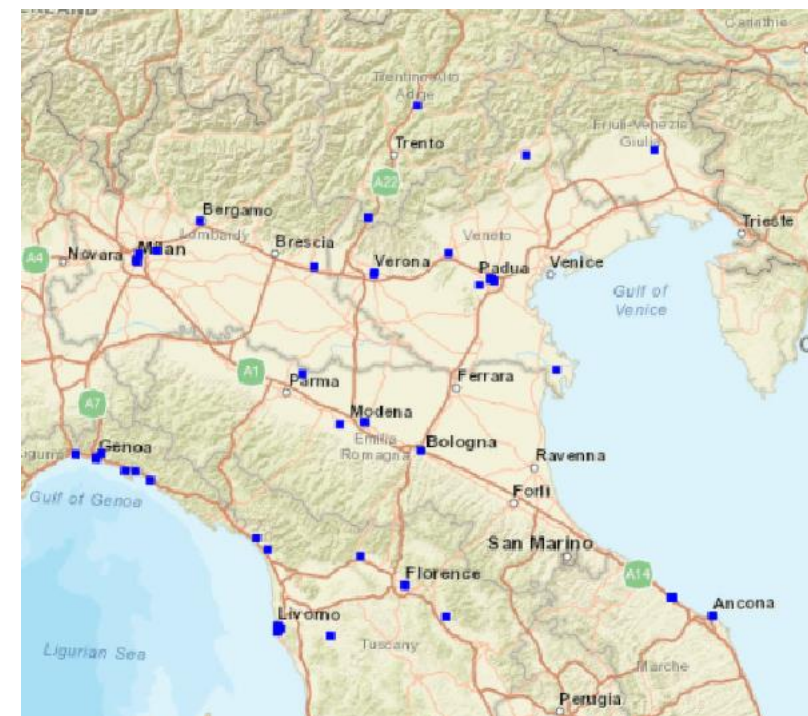 Carinthia
Trentino-Alto
Adige
Friuli-Venezia
Giulia
Trento
A22
Bergamo
Lombardy
Brescia
Veneto
Trieste
A4
Novara
Milan
Verona
Padua
Venice
Gulf of
Venice
A1
Parma
Ferrara
A7
Modena
Emilia
Romagna
Bologna
Genoa
Ravenna
Gulf of Genoa
Forlì
San Marino
Florence
A14
Ancona
Livorno
Tuscany
Ligurian Sea
Marche
Perugia